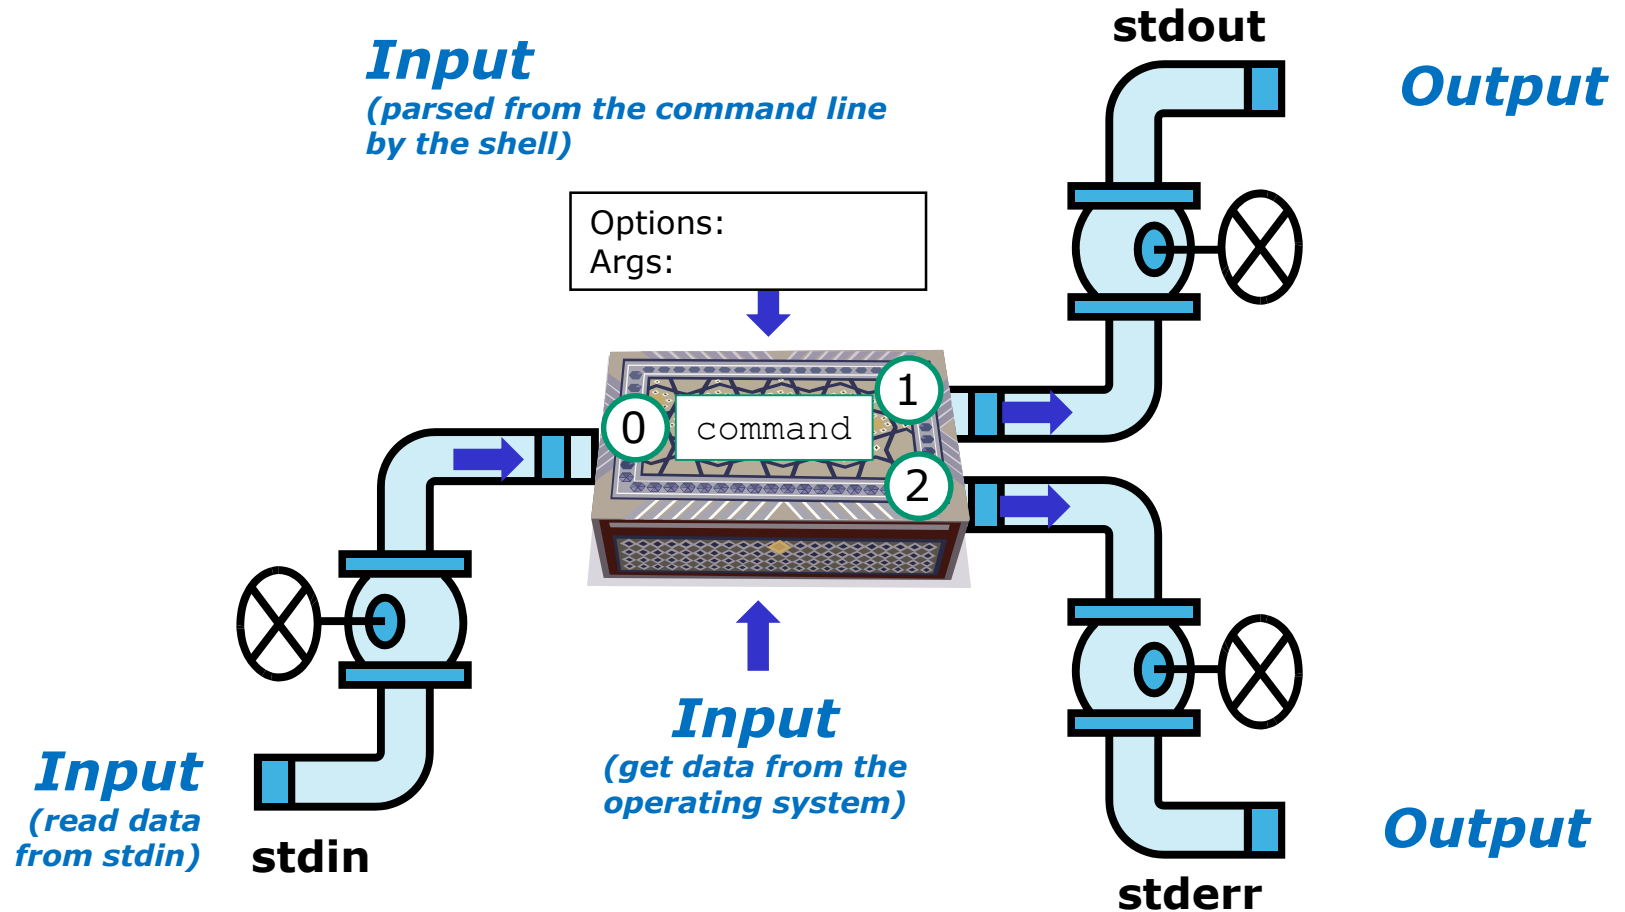 stdout
Input
(parsed from the command line
by the shell)
Output
Options:
Args:
1
0
command
2
Input
(get data from the
operating system)
Input
(read data
from stdin)
stdin
Output
stderr